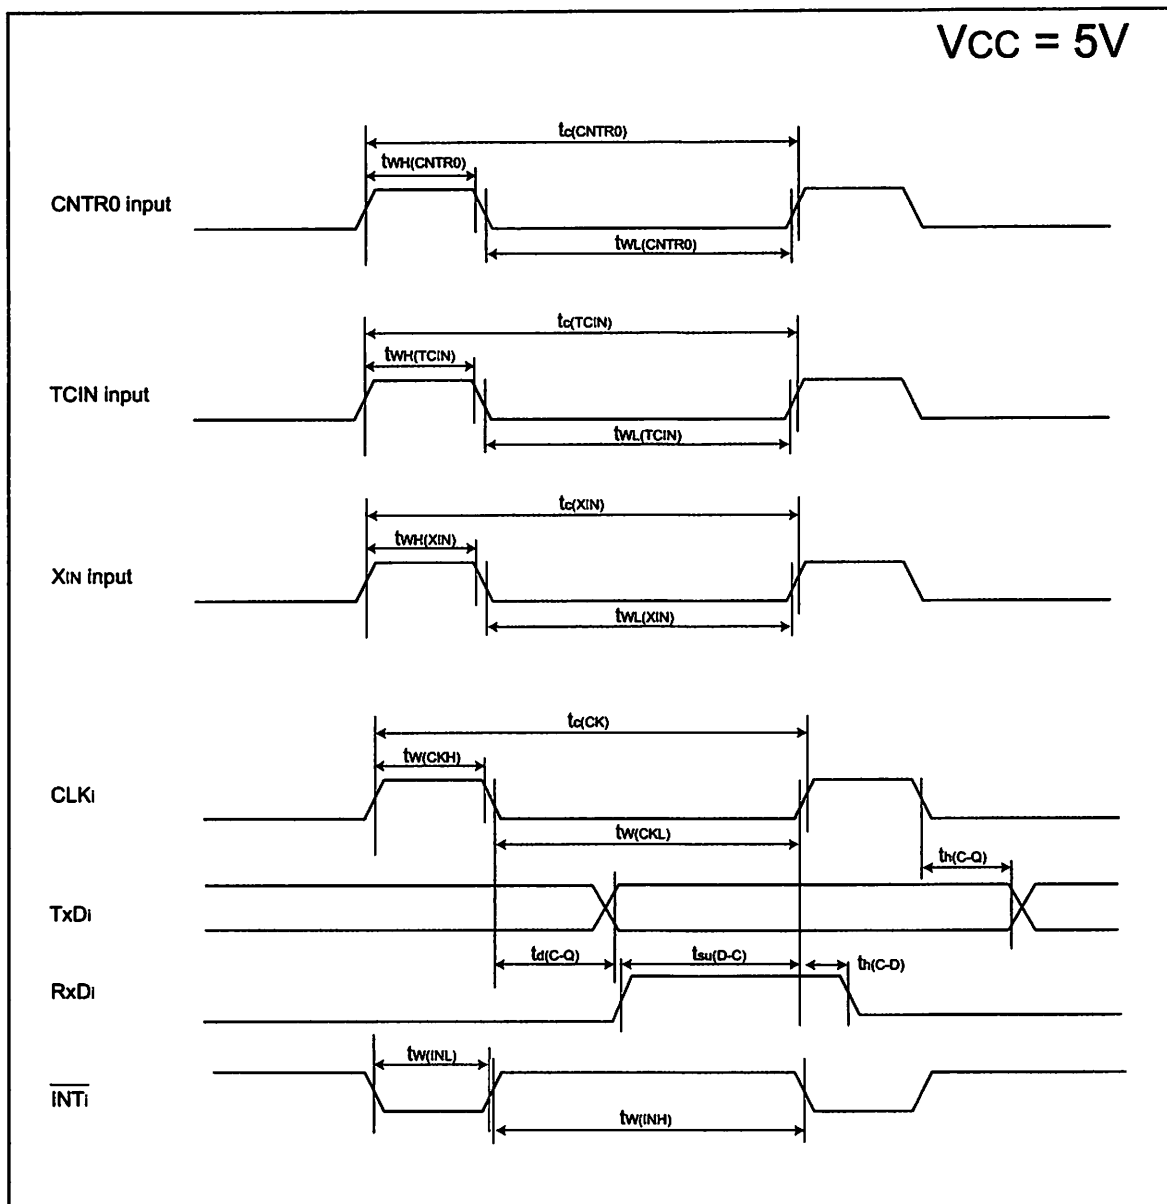 VCC = 5V
tc(CNTR0)
tWH(CNTR0)
CNTR0 input
tWL(CNTR0)
tc(TCIN)
tWH(TCIN)
TCIN input
tWL(TCIN)
tc(XIN)
tWH(XIN)
XIN input
tWL(XIN)
tc(CK)
tW(CKH)
CLKi
tW(CKL)
th(C-Q)
TxDi
td(C-Q)
tsu(D-C)
th(C-D)
RxDi
tW(INL)
INTi
tW(INH)